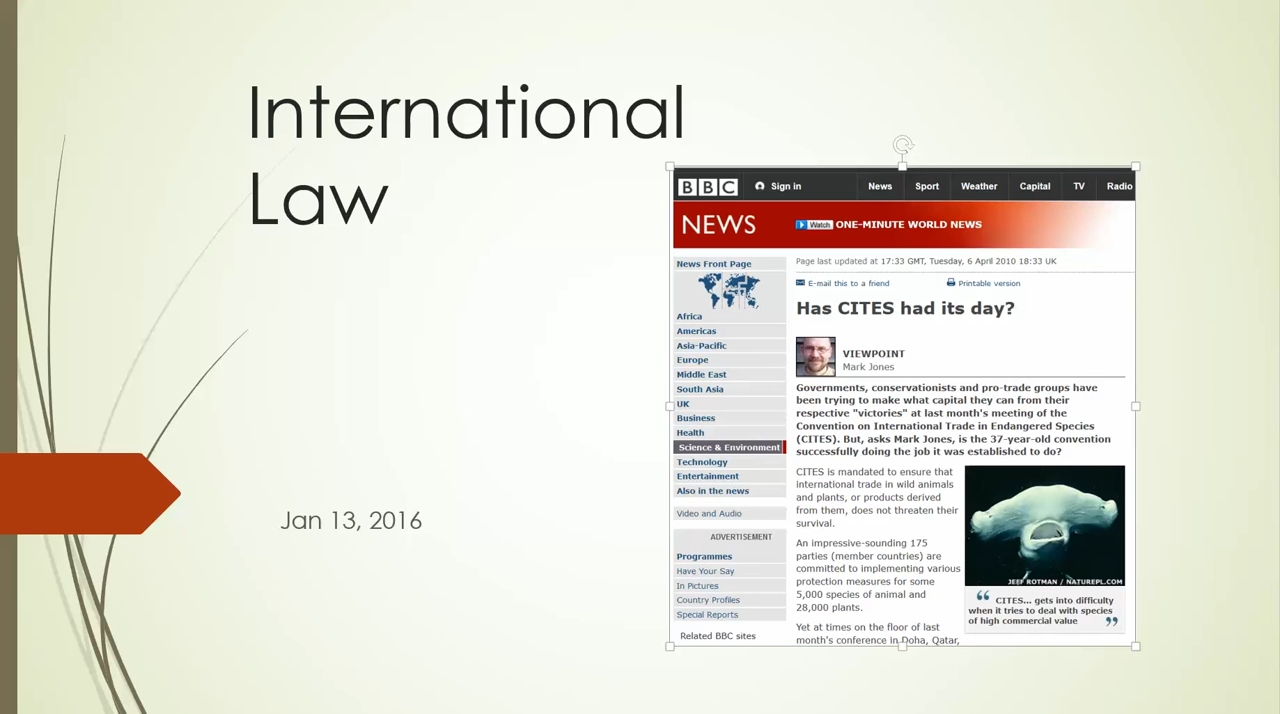 International
Law
Jan 13, 2016
BBC Sign in News Sport Weather Capital TV Radio
NEWS Watch ONE-MINUTE WORLD NEWS
News Front Page
Africa
Americas
Asia-Pacific
Europe
Middle East
South Asia
UK
Business
Health
Science & Environment
Technology
Entertainment
Also in the news
Video and Audio
ADVERTISEMENT
Programmes
Have Your Say
In Pictures
Country Profiles
Special Reports
Related BBC sites
Page last updated at 17:33 GMT, Tuesday, 6 April 2010 18:33 UK
E-mail this to a friend Printable version
Has CITES had its day?
VIEWPOINT
Mark Jones
Governments, conservationists and pro-trade groups have
been trying to make what capital they can from their
respective "victories" at last month's meeting of the
Convention on International Trade in Endangered Species
(CITES). But, asks Mark Jones, is the 37-year-old convention
successfully doing the job it was established to do?
CITES is mandated to ensure that
international trade in wild animals
and plants, or products derived
from them, does not threaten their
survival.
An impressive-sounding 175
parties (member countries) are
committed to implementing various
protection measures for some
5,000 species of animal and
28,000 plants.
Yet at times on the floor of last
month's conference in Doha, Qatar,
JEFF ROTMAN / NATUREPL.COM
“ CITES... gets into difficulty
when it tries to deal with species
of high commercial value ”